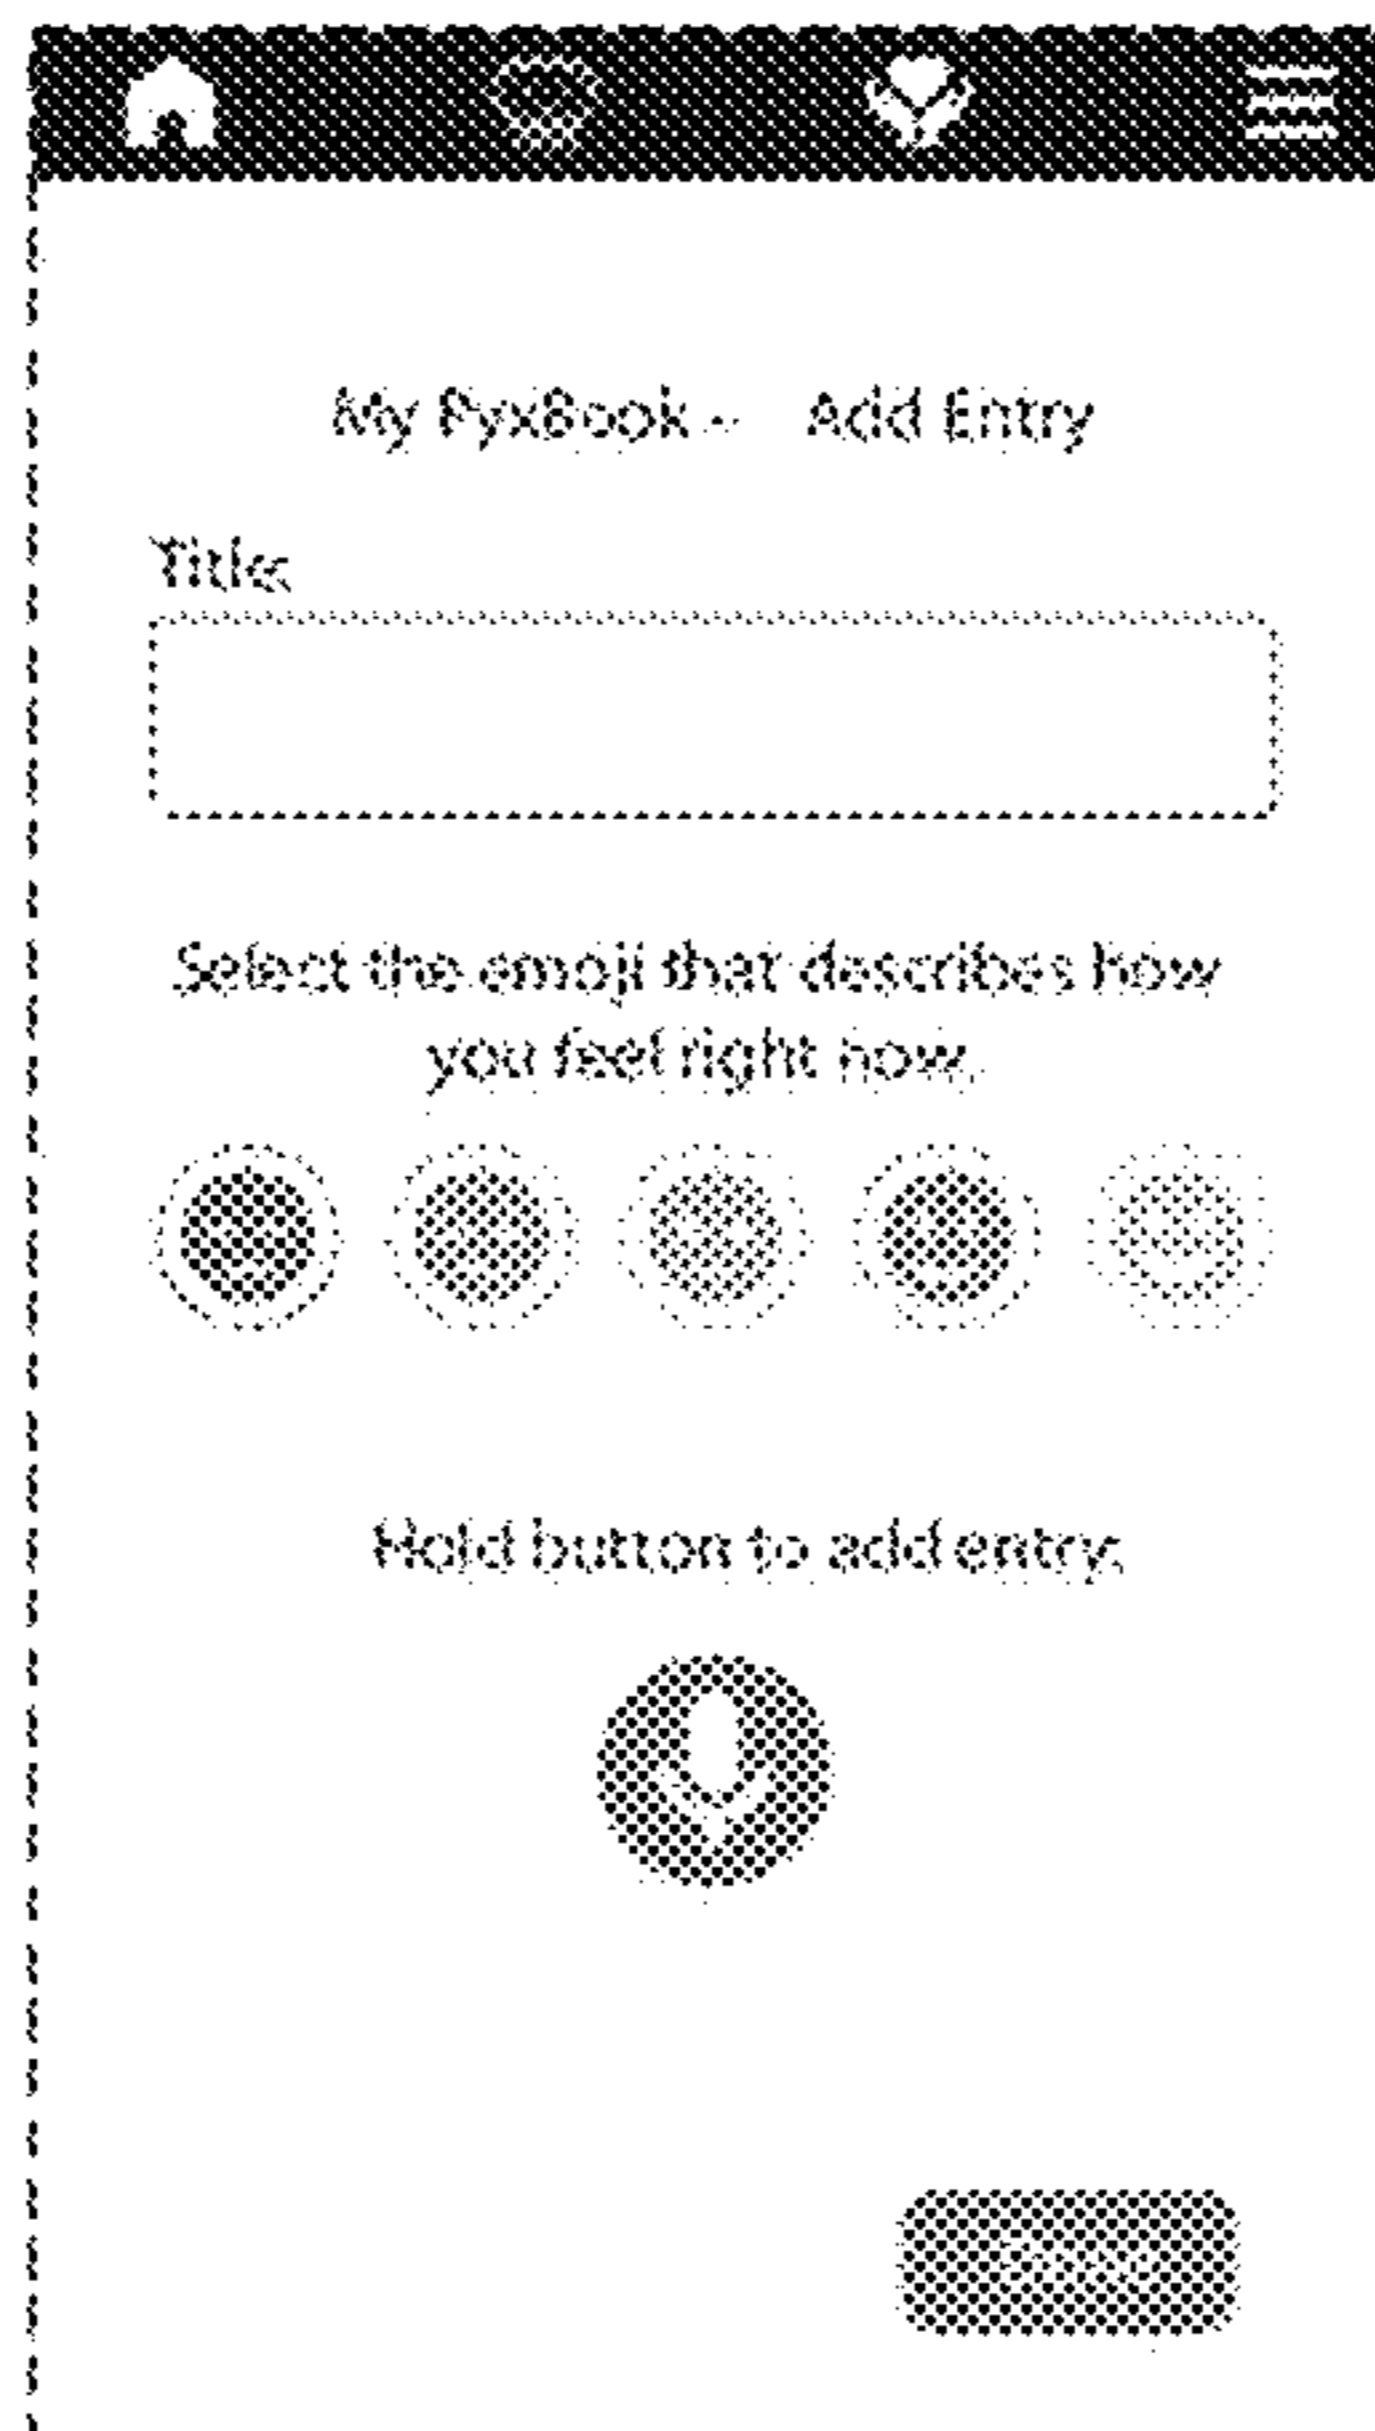 My PyxBook - Add Entry
Title:
Select the emoji that describes how
you feel right now.
Hold button to add entry.